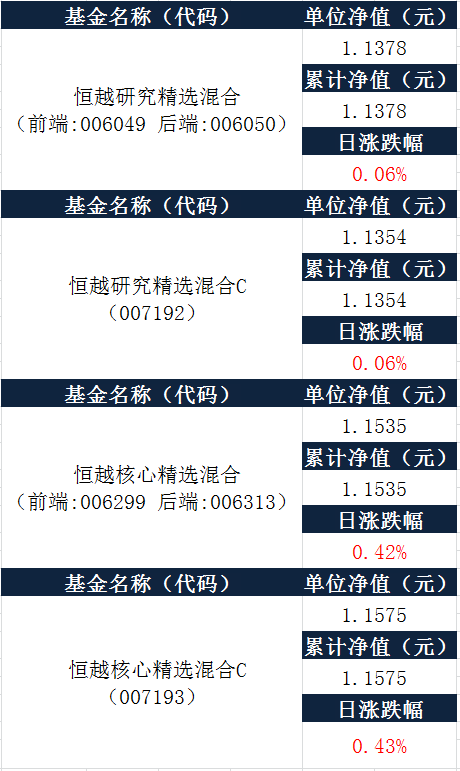 基金名称（代码） 单位净值（元）
1.1378
累计净值（元）
恒越研究精选混合
（前端:006049 后端:006050）
1.1378
日涨跌幅
0.06%
基金名称（代码） 单位净值（元）
1.1354
累计净值（元）
恒越研究精选混合C
（007192）
1.1354
日涨跌幅
0.06%
基金名称（代码） 单位净值（元）
1.1535
累计净值（元）
恒越核心精选混合
（前端:006299 后端:006313）
1.1535
日涨跌幅
0.42%
基金名称（代码） 单位净值（元）
1.1575
累计净值（元）
恒越核心精选混合C
（007193）
1.1575
日涨跌幅
0.43%